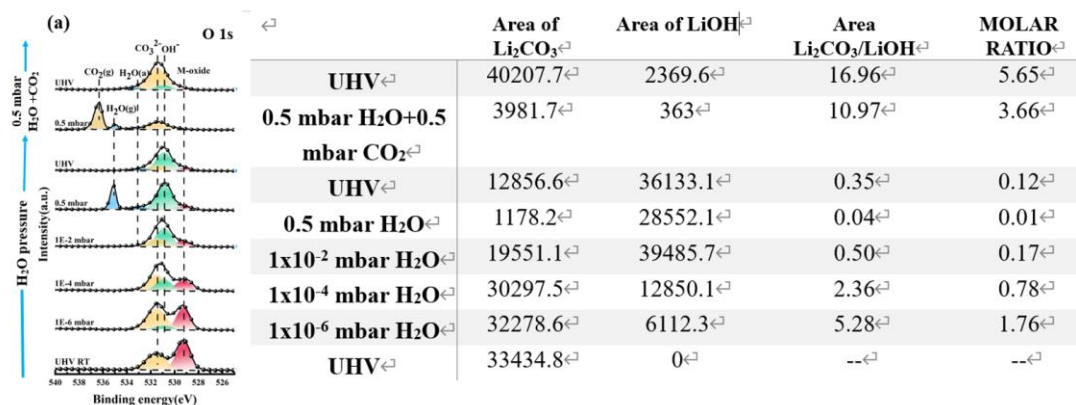 (a)
O 1s
CO₃²⁻ OH⁻
CO₂(g) H₂O(a) M-oxide
UHV
H₂O(g)
0.5 mbar
UHV
0.5 mbar
1E-2 mbar
1E-4 mbar
1E-6 mbar
UHV RT
0.5 mbar
H₂O +CO₂
H₂O pressure
Intensity(a.u.)
540 538 536 534 532 530 528 526
Binding energy(eV)
Area of Li₂CO₃ Area of LiOH Area Li₂CO₃/LiOH MOLAR RATIO
UHV 40207.7 2369.6 16.96 5.65
0.5 mbar H₂O+0.5 mbar CO₂ 3981.7 363 10.97 3.66
UHV 12856.6 36133.1 0.35 0.12
0.5 mbar H₂O 1178.2 28552.1 0.04 0.01
1x10⁻² mbar H₂O 19551.1 39485.7 0.50 0.17
1x10⁻⁴ mbar H₂O 30297.5 12850.1 2.36 0.78
1x10⁻⁶ mbar H₂O 32278.6 6112.3 5.28 1.76
UHV 33434.8 0 -- --